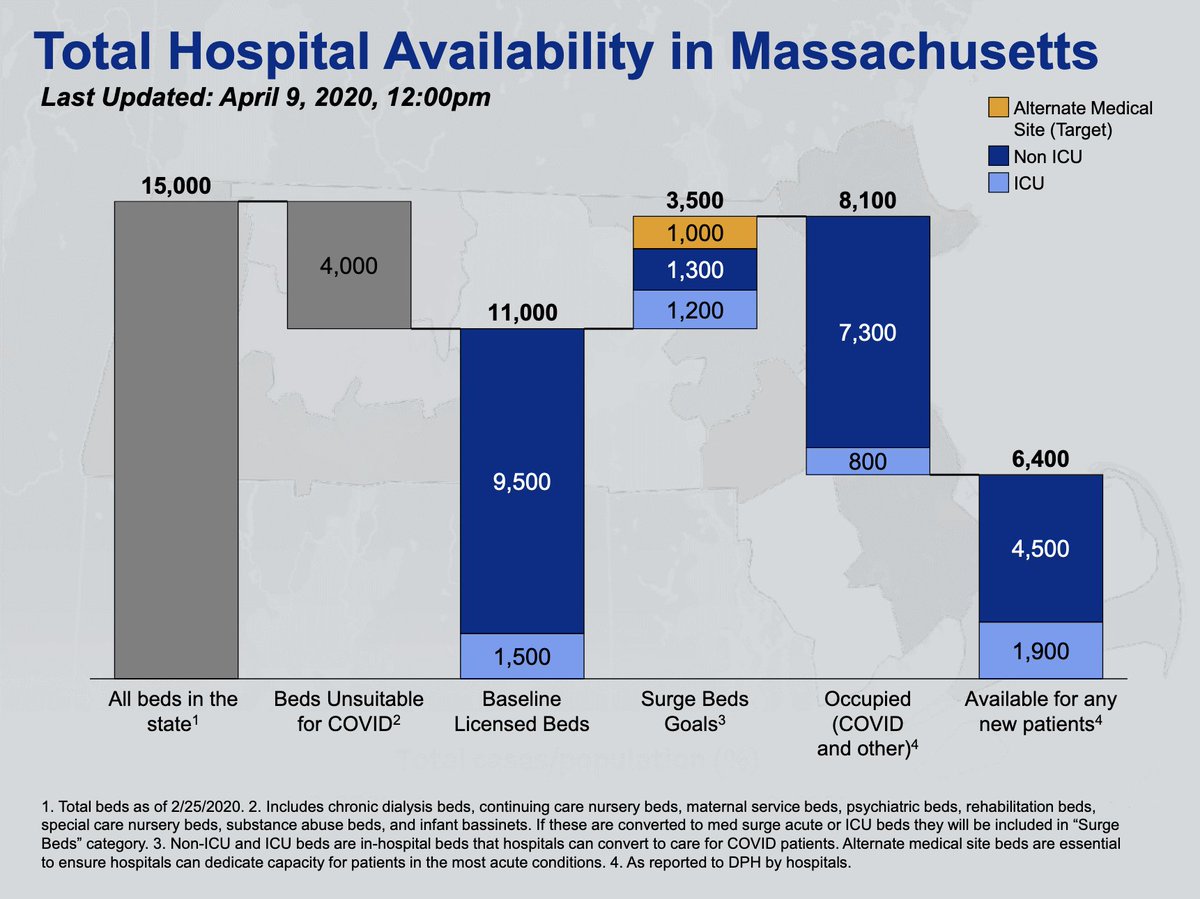 Total Hospital Availability in Massachusetts
Last Updated: April 9, 2020, 12:00pm
Alternate Medical
Site (Target)
Non ICU
ICU
15,000
4,000
11,000
9,500
1,500
3,500
1,000
1,300
1,200
8,100
7,300
800
6,400
4,500
1,900
All beds in the
state1
Beds Unsuitable
for COVID2
Baseline
Licensed Beds
Surge Beds
Goals3
Occupied
(COVID
and other)4
Available for any
new patients4
Total cases/population (%)
1. Total beds as of 2/25/2020. 2. Includes chronic dialysis beds, continuing care nursery beds, maternal service beds, psychiatric beds, rehabilitation beds,
special care nursery beds, substance abuse beds, and infant bassinets. If these are converted to med surge acute or ICU beds they will be included in “Surge
Beds” category. 3. Non-ICU and ICU beds are in-hospital beds that hospitals can convert to care for COVID patients. Alternate medical site beds are essential
to ensure hospitals can dedicate capacity for patients in the most acute conditions. 4. As reported to DPH by hospitals.